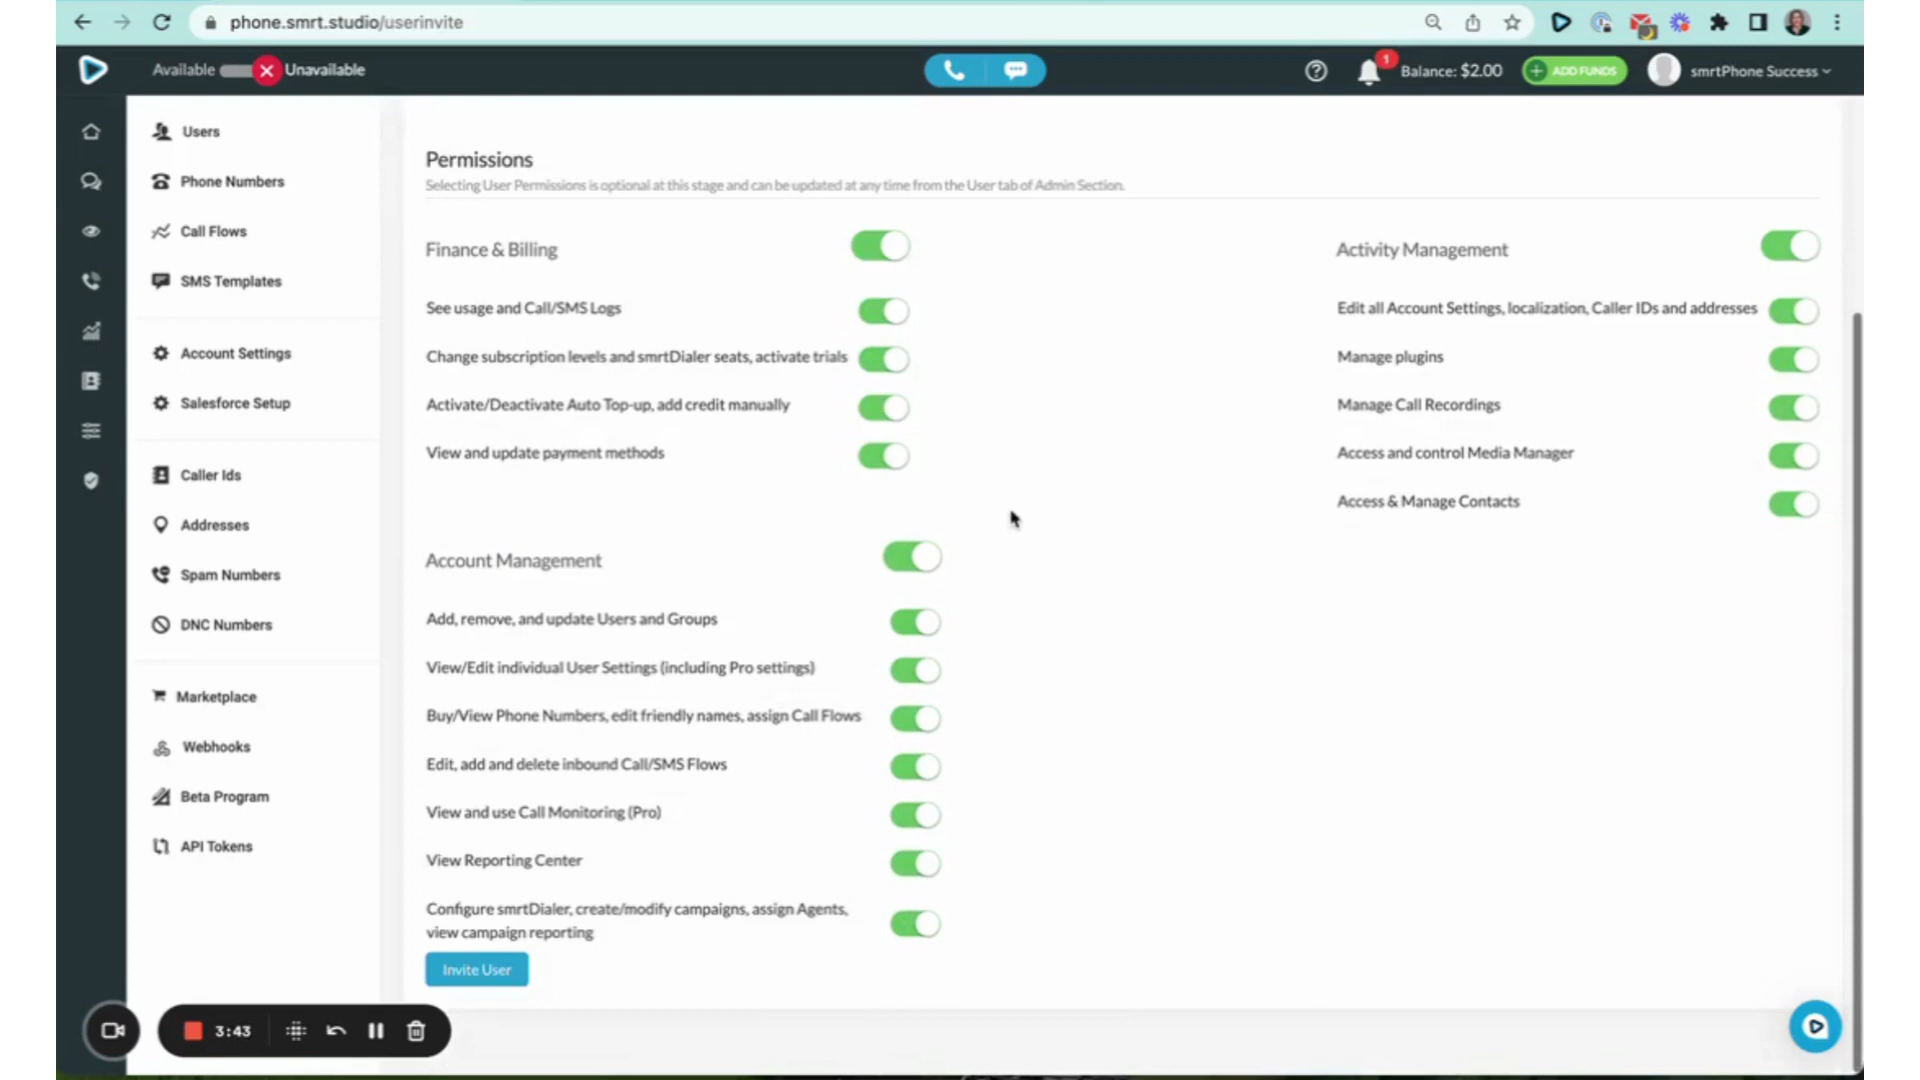 phone.smrt.studio/userinvite
Available
Unavailable
1
Balance: $2.00
ADD FUNDS
smrtPhone Success
Users
Phone Numbers
Call Flows
SMS Templates
Account Settings
Salesforce Setup
Caller Ids
Addresses
Spam Numbers
DNC Numbers
Marketplace
Webhooks
Beta Program
API Tokens
Permissions
Selecting User Permissions is optional at this stage and can be updated at any time from the User tab of Admin Section.
Finance & Billing
See usage and Call/SMS Logs
Change subscription levels and smrtDialer seats, activate trials
Activate/Deactivate Auto Top-up, add credit manually
View and update payment methods
Activity Management
Edit all Account Settings, localization, Caller IDs and addresses
Manage plugins
Manage Call Recordings
Access and control Media Manager
Access & Manage Contacts
Account Management
Add, remove, and update Users and Groups
View/Edit individual User Settings (including Pro settings)
Buy/View Phone Numbers, edit friendly names, assign Call Flows
Edit, add and delete inbound Call/SMS Flows
View and use Call Monitoring (Pro)
View Reporting Center
Configure smrtDialer, create/modify campaigns, assign Agents,
view campaign reporting
Invite User
3:43